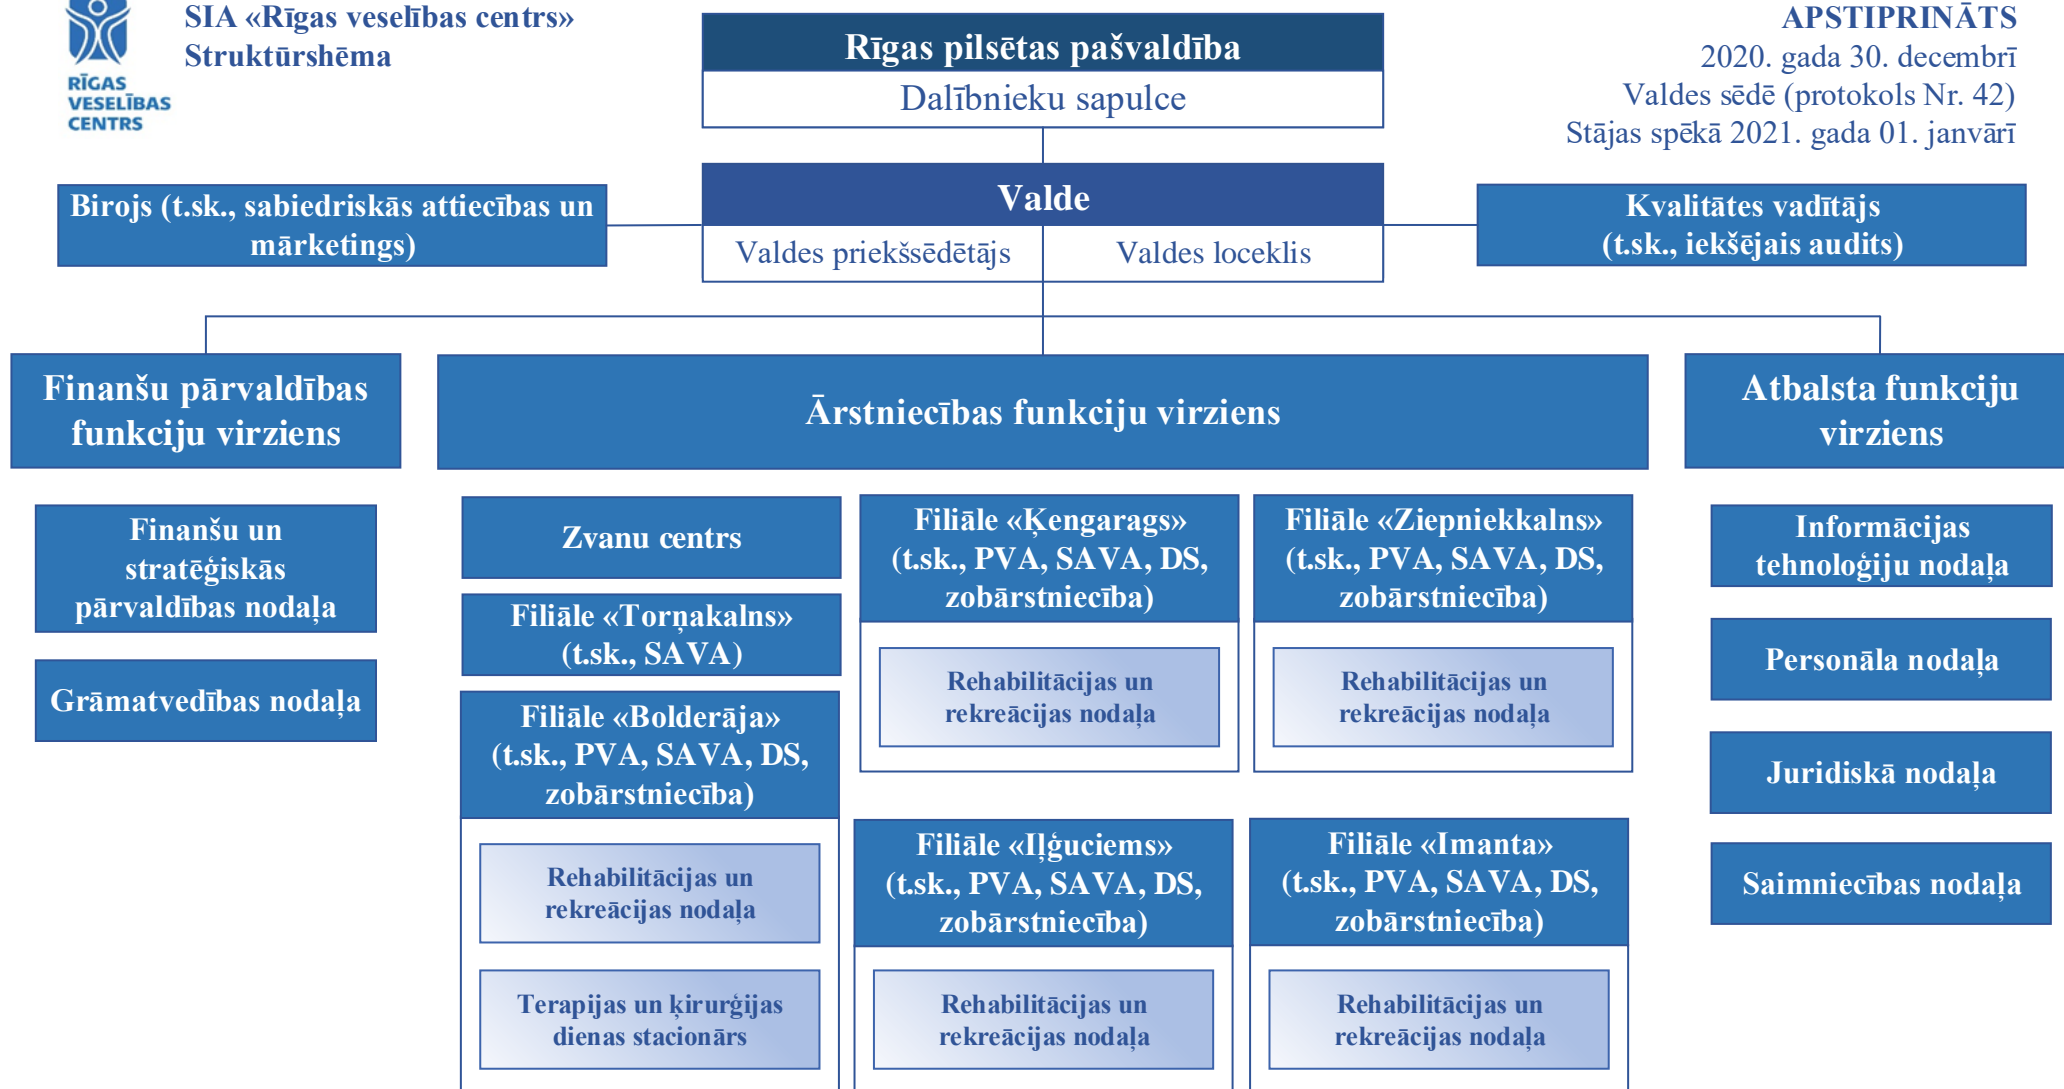 RĪGAS
VESELĪBAS
CENTRS
SIA «Rīgas veselības centrs»
Struktūrshēma
Rīgas pilsētas pašvaldība
Dalībnieku sapulce
APSTIPRINĀTS
2020. gada 30. decembrī
Valdes sēdē (protokols Nr. 42)
Stājas spēkā 2021. gada 01. janvārī
Birojs (t.sk., sabiedriskās attiecības un
mārketings)
Valde
Valdes priekšsēdētājs
Valdes loceklis
Kvalitātes vadītājs
(t.sk., iekšējais audits)
Finanšu pārvaldības
funkciju virziens
Ārstniecības funkciju virziens
Atbalsta funkciju
virziens
Finanšu un
stratēģiskās
pārvaldības nodaļa
Grāmatvedības nodaļa
Zvanu centrs
Filiāle «Torņakalns»
(t.sk., SAVA)
Filiāle «Bolderāja»
(t.sk., PVA, SAVA, DS,
zobārstniecība)
Rehabilitācijas un
rekreācijas nodaļa
Terapijas un ķirurģijas
dienas stacionārs
Filiāle «Ķengarags»
(t.sk., PVA, SAVA, DS,
zobārstniecība)
Rehabilitācijas un
rekreācijas nodaļa
Filiāle «Ziepniekkalns»
(t.sk., PVA, SAVA, DS,
zobārstniecība)
Rehabilitācijas un
rekreācijas nodaļa
Filiāle «Iļģuciems»
(t.sk., PVA, SAVA, DS,
zobārstniecība)
Rehabilitācijas un
rekreācijas nodaļa
Filiāle «Imanta»
(t.sk., PVA, SAVA, DS,
zobārstniecība)
Rehabilitācijas un
rekreācijas nodaļa
Informācijas
tehnoloģiju nodaļa
Personāla nodaļa
Juridiskā nodaļa
Saimniecības nodaļa